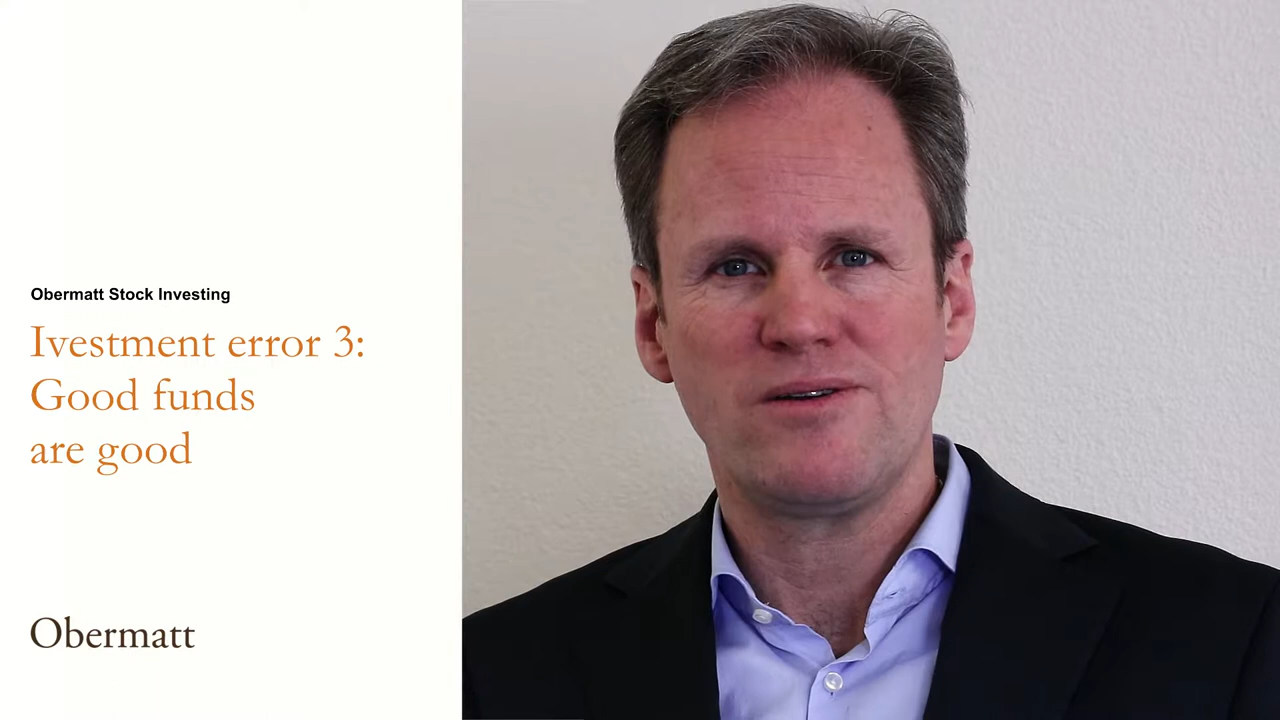 Obermatt Stock Investing
Ivestment error 3:
Good funds
are good
Obermatt